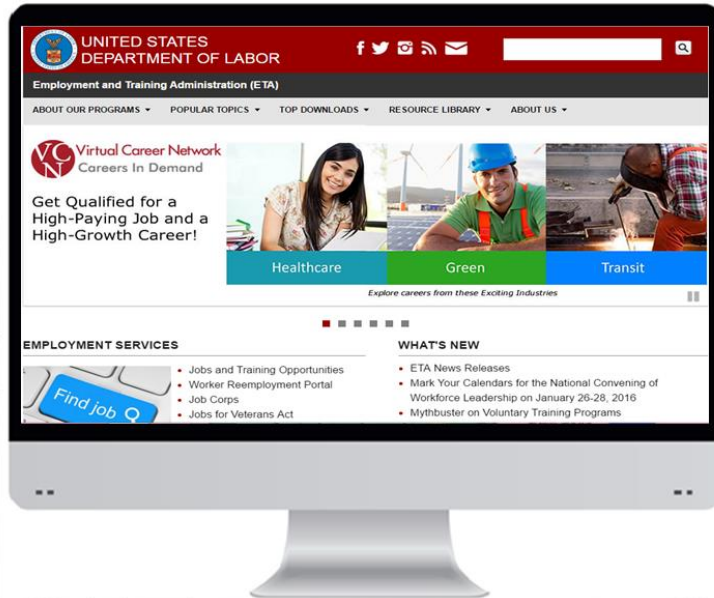 UNITED STATES
DEPARTMENT OF LABOR
Employment and Training Administration (ETA)
ABOUT OUR PROGRAMS
POPULAR TOPICS
TOP DOWNLOADS
RESOURCE LIBRARY
ABOUT US
VCN
Virtual Career Network
Careers In Demand
Get Qualified for a
High-Paying Job and a
High-Growth Career!
Healthcare
Green
Transit
Explore careers from these Exciting Industries
EMPLOYMENT SERVICES
Find job
Jobs and Training Opportunities
Worker Reemployment Portal
Job Corps
Jobs for Veterans Act
WHAT'S NEW
ETA News Releases
Mark Your Calendars for the National Convening of
Workforce Leadership on January 26-28, 2016
Mythbuster on Voluntary Training Programs